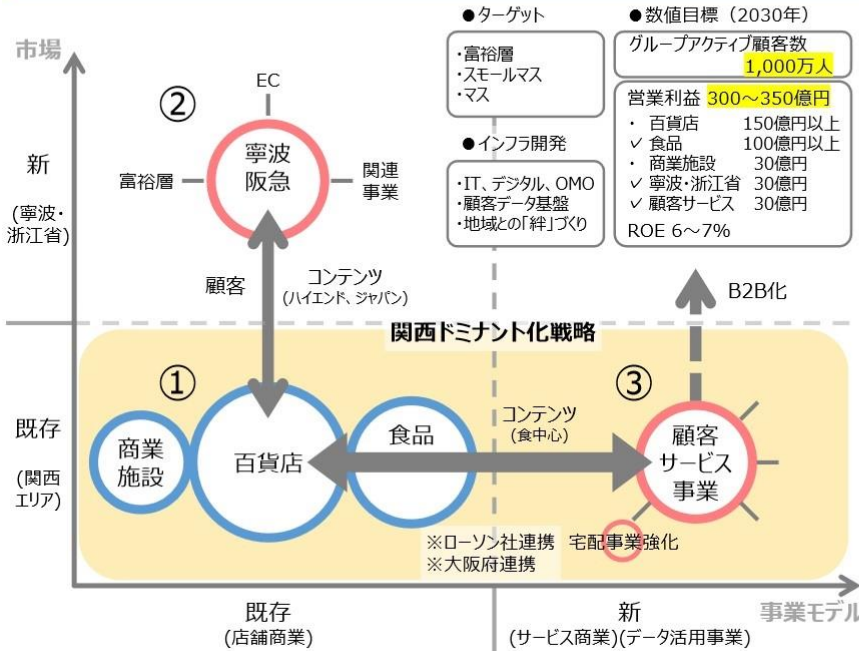 市場
●ターゲット
・富裕層
・スモールマス
・マス
●インフラ開発
・IT、デジタル、OMO
・顧客データ基盤
・地域との「絆」づくり
●数値目標（2030年）
グループアクティブ顧客数
1,000万人
営業利益 300～350億円
・ 百貨店 150億円以上
✓ 食品 100億円以上
・ 商業施設 30億円
✓ 寧波・浙江省 30億円
✓ 顧客サービス 30億円
ROE 6～7%
新
(寧波・
浙江省)
②
EC
富裕層
寧波
阪急
関連
事業
顧客
コンテンツ
(ハイエンド、ジャパン)
B2B化
関西ドミナント化戦略
既存
(関西
エリア)
①
商業
施設
百貨店
食品
コンテンツ
(食中心)
③
顧客
サービス
事業
※ローソン社連携
※大阪府連携
宅配事業強化
既存
(店舗商業)
新
(サービス商業)(データ活用事業)
事業モデル